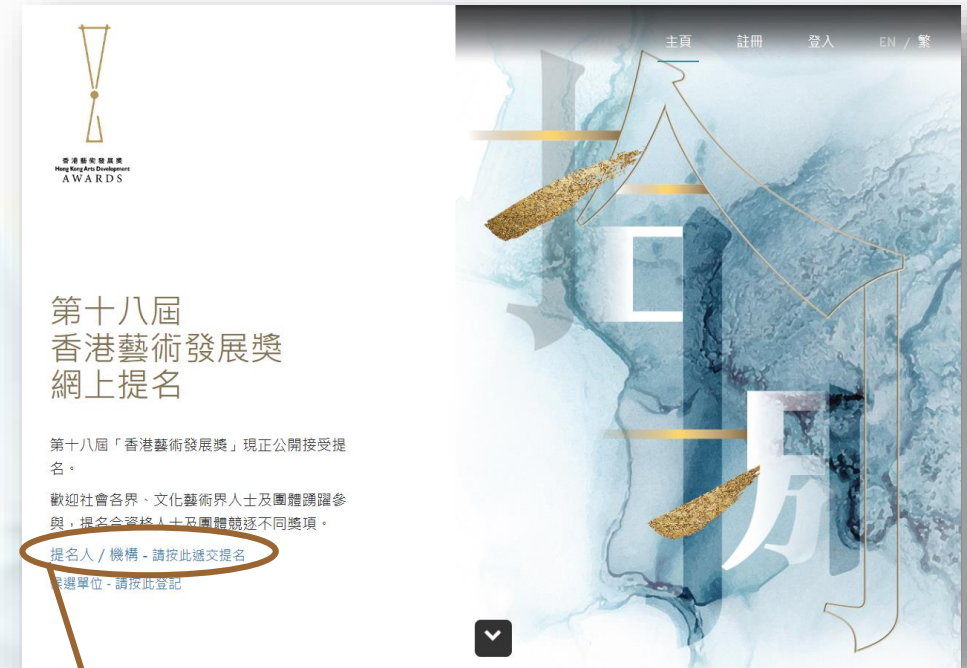 香港藝術發展獎
Hong Kong Arts Development
AWARDS
主頁 註冊 登入 EN / 繁
第十八屆
香港藝術發展獎
網上提名
第十八屆「香港藝術發展獎」現正公開接受提
名。
歡迎社會各界、文化藝術界人士及團體踴躍參
與，提名合資格人士及團體競逐不同獎項。
提名人 / 機構 - 請按此遞交提名
候選單位 - 請按此登記